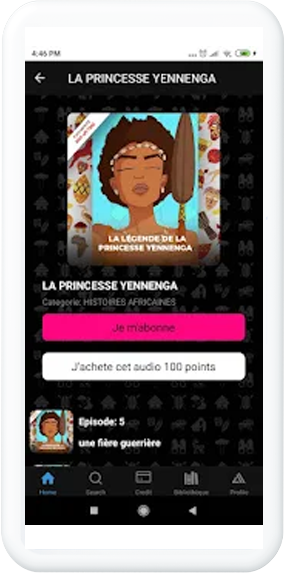 4:46 PM
LA PRINCESSE YENNENGA
LA LÉGENDE DE LA
PRINCESSE YENNENGA
LA PRINCESSE YENNENGA
Categorie: HISTOIRES AFRICAINES
Je m'abonne
J'achete cet audio 100 points
Episode: 5
une fière guerrière
Home
Search
Credit
Bibliothèque
Profile